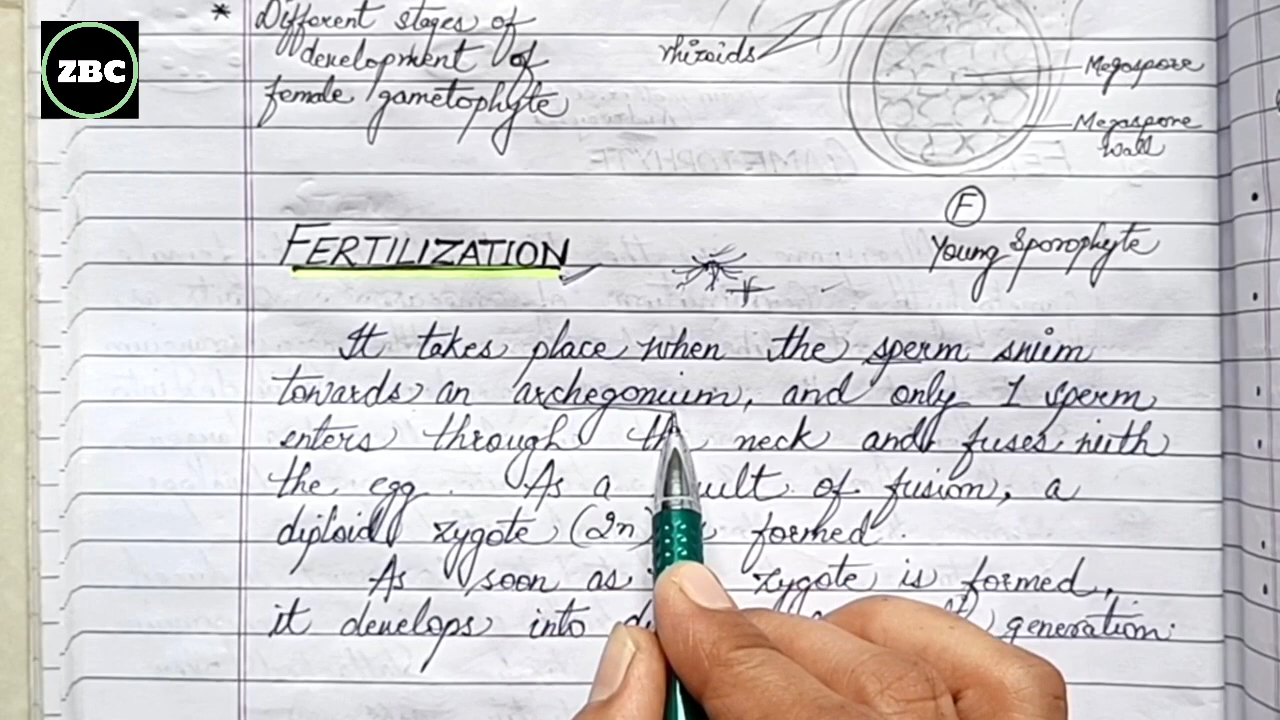 ZBC
* Different stages of
development of
female gametophyte
rhizoids
Megaspore
Megaspore
wall
F
Young Sporophyte
FERTILIZATION
It takes place when the sperm swim
towards an archegonium, and only 1 sperm
enters through the neck and fuses with
the egg. As a of fusion, a
diploid zygote (2n) formed.
As soon as zygote is formed,
it develops into generation.